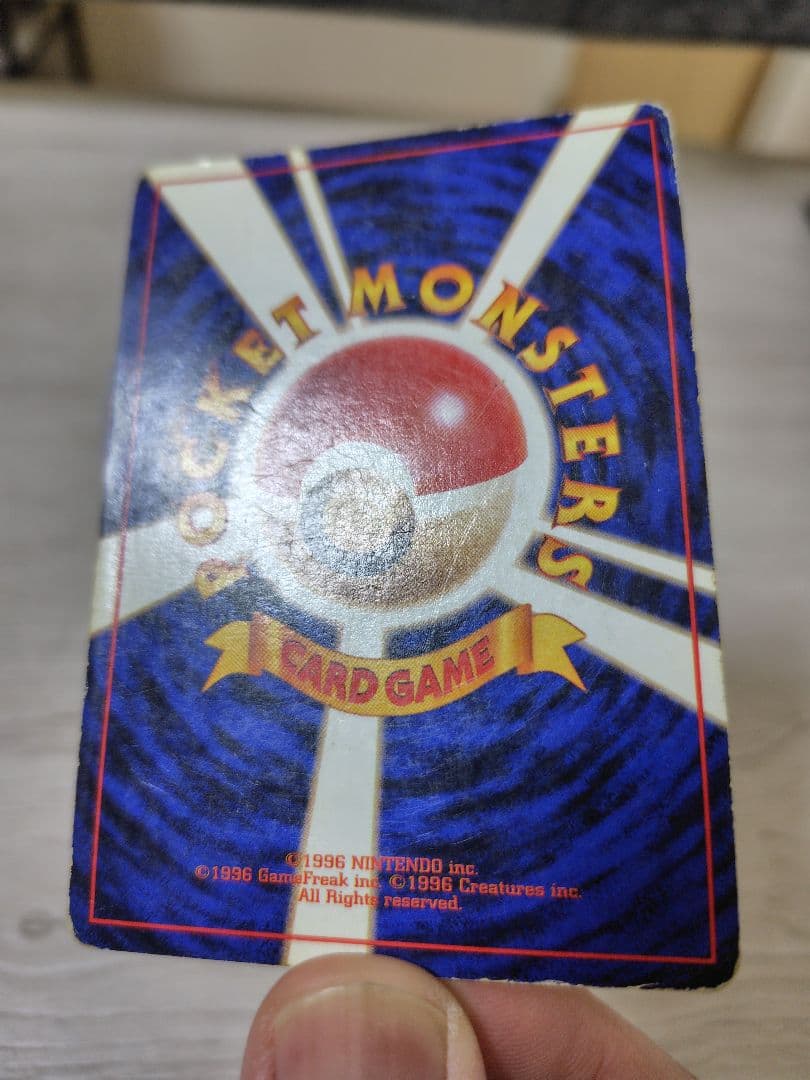 POCKET MONSTERS
CARD GAME
©1996 NINTENDO inc.
©1996 GameFreak inc. ©1996 Creatures inc.
All Rights reserved.